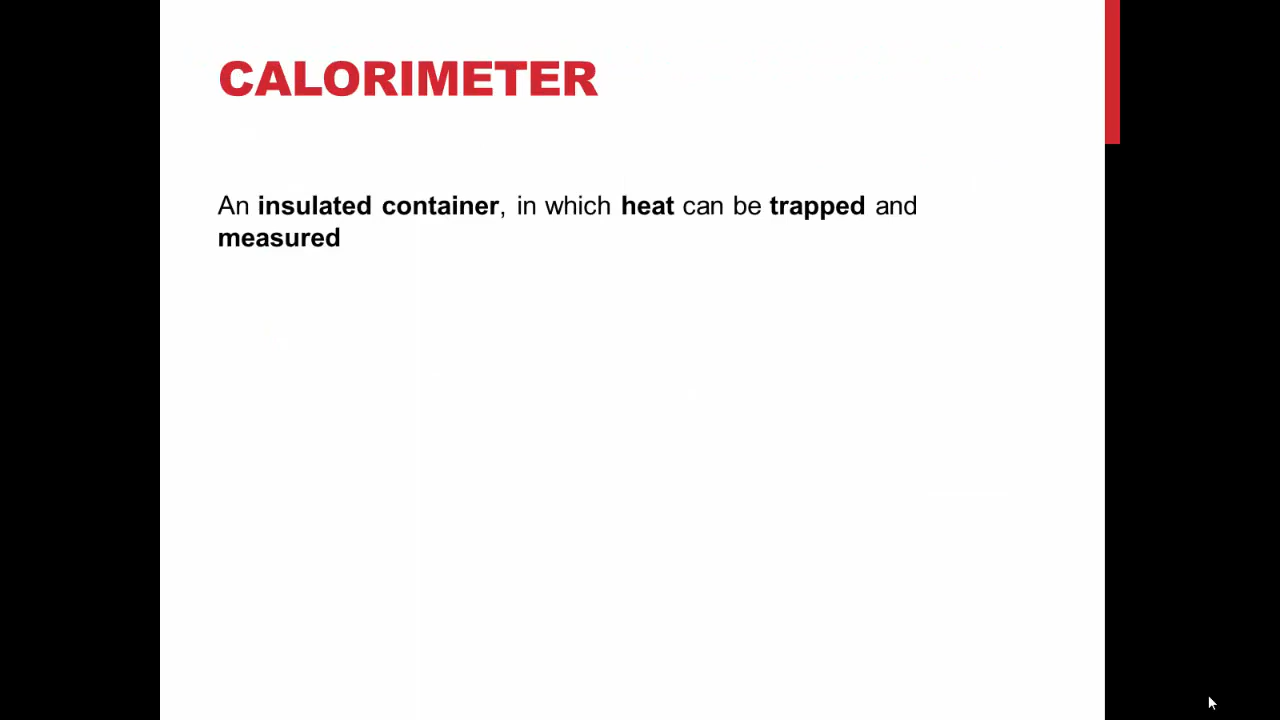 CALORIMETER
An insulated container, in which heat can be trapped and
measured